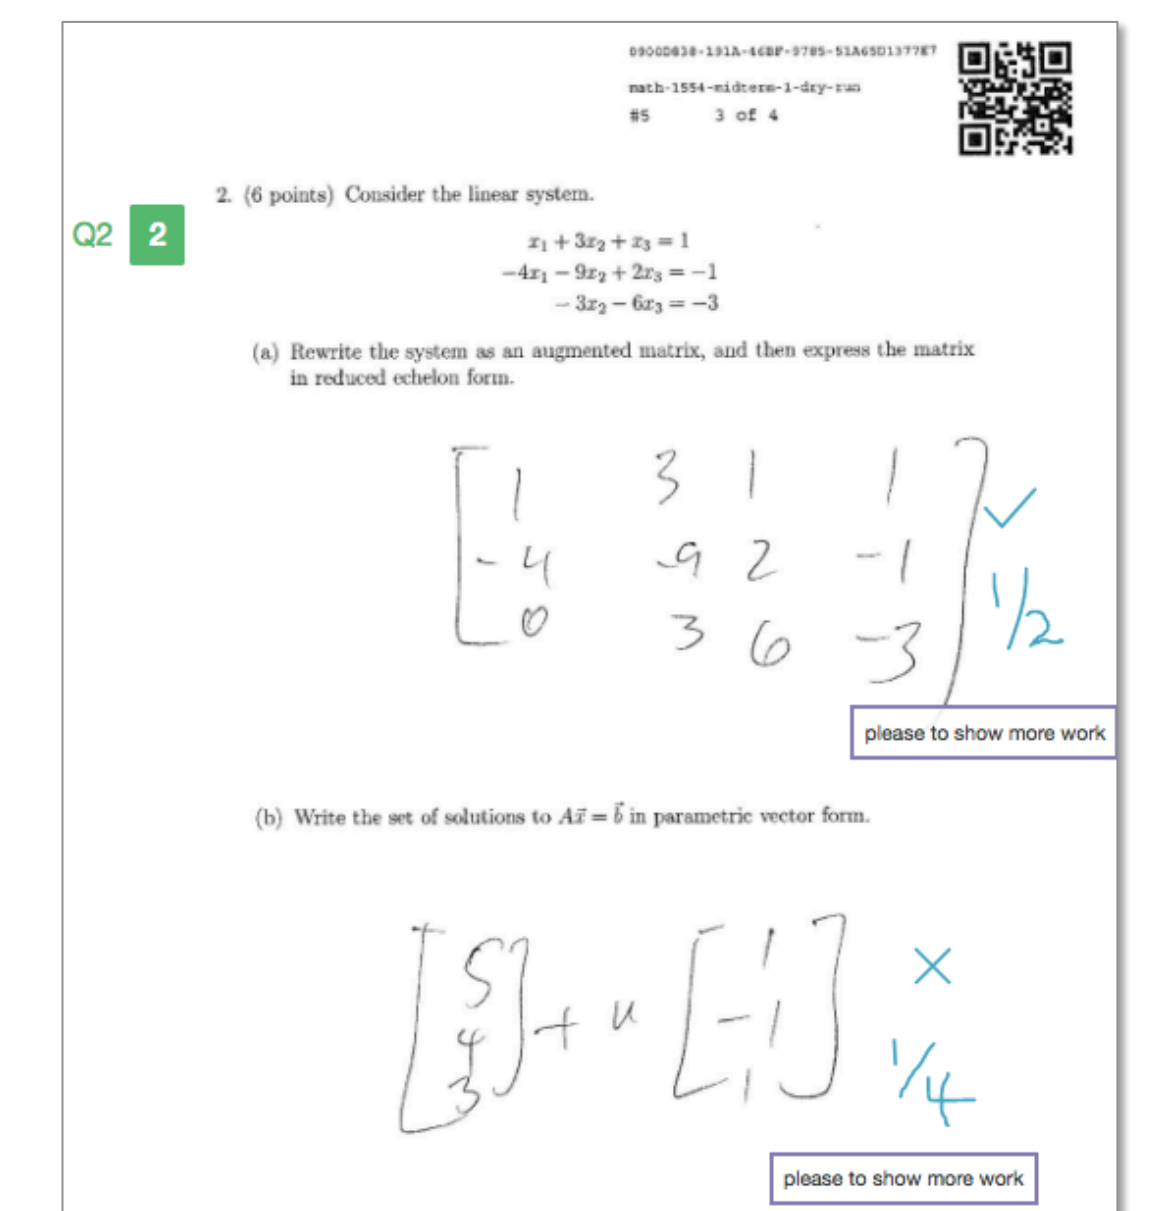 math-1554-midterm-1-dry-run
#5 3 of 4
2. (6 points) Consider the linear system.
Q2 2
x₁ + 3x₂ + x₃ = 1
−4x₁ − 9x₂ + 2x₃ = −1
− 3x₂ − 6x₃ = −3
(a) Rewrite the system as an augmented matrix, and then express the matrix
in reduced echelon form.
1 3 1 1
-4 -9 2 -1
0 3 6 -3
✓
1/2
please to show more work
(b) Write the set of solutions to Ax⃗ = b⃗ in parametric vector form.
[5 4 3] + u [1 -1 1]
×
1/4
please to show more work